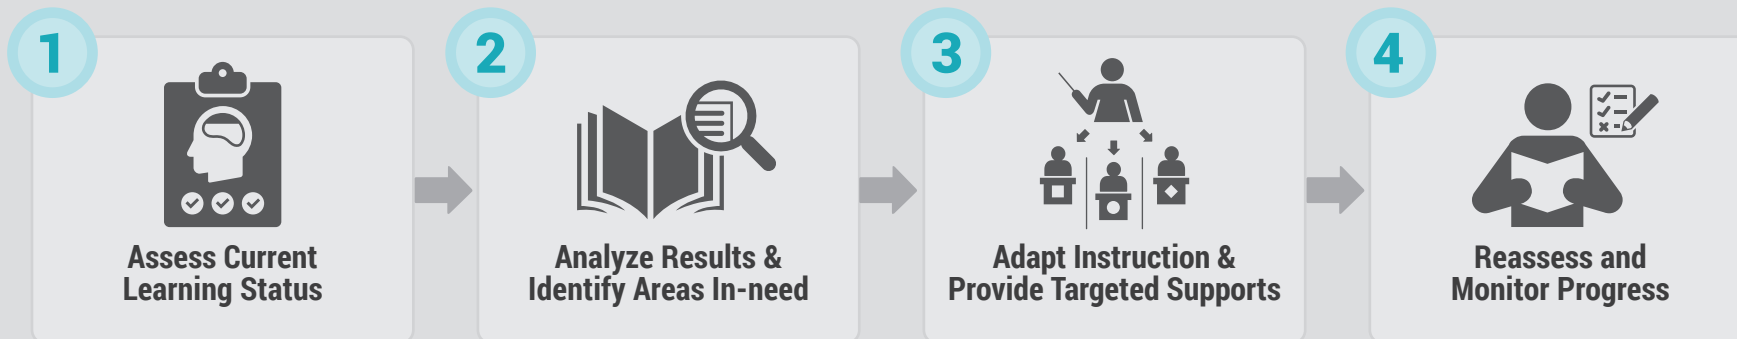 1
Assess Current
Learning Status
2
Analyze Results &
Identify Areas In-need
3
Adapt Instruction &
Provide Targeted Supports
4
Reassess and
Monitor Progress